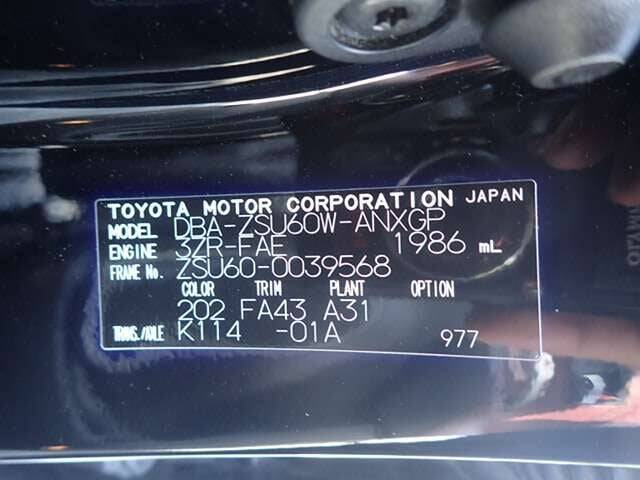 TOYOTA MOTOR CORPORATION JAPAN
MODEL DBA-ZSU60W-ANXGP
ENGINE 3ZR-FAE 1986 mL
FRAME No. ZSU60-0039568
COLOR TRIM PLANT OPTION
202 FA43 A31
TRANS./AXLE K114 -01A 977